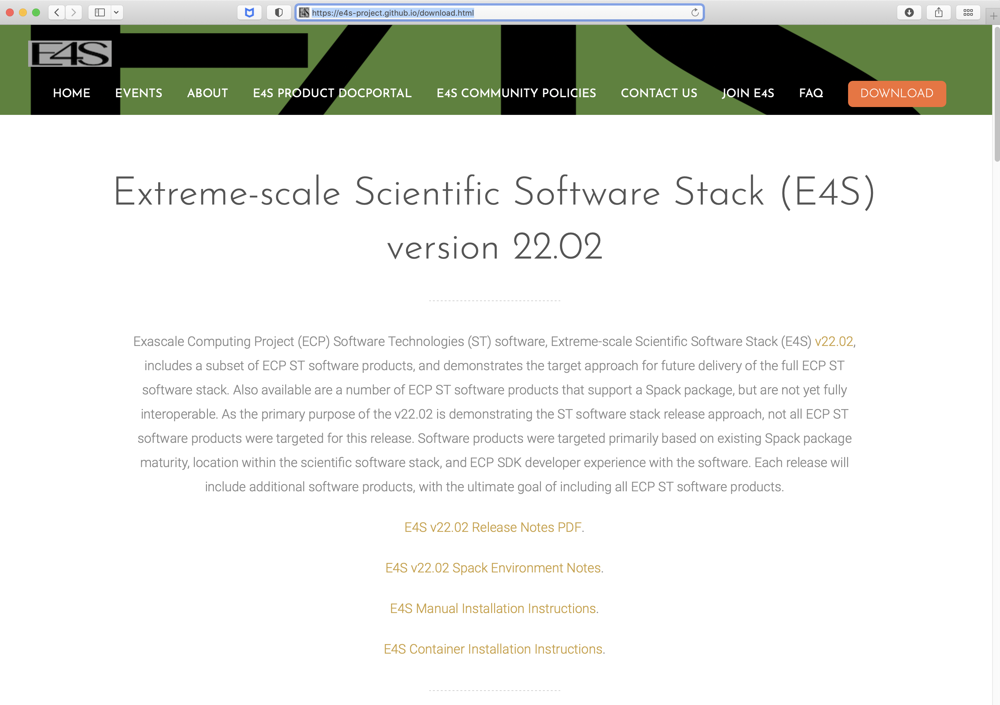 https://e4s-project.github.io/download.html
E4S
HOME EVENTS ABOUT E4S PRODUCT DOCPORTAL E4S COMMUNITY POLICIES CONTACT US JOIN E4S FAQ DOWNLOAD
Extreme-scale Scientific Software Stack (E4S)
version 22.02
Exascale Computing Project (ECP) Software Technologies (ST) software, Extreme-scale Scientific Software Stack (E4S) v22.02,
includes a subset of ECP ST software products, and demonstrates the target approach for future delivery of the full ECP ST
software stack. Also available are a number of ECP ST software products that support a Spack package, but are not yet fully
interoperable. As the primary purpose of the v22.02 is demonstrating the ST software stack release approach, not all ECP ST
software products were targeted for this release. Software products were targeted primarily based on existing Spack package
maturity, location within the scientific software stack, and ECP SDK developer experience with the software. Each release will
include additional software products, with the ultimate goal of including all ECP ST software products.
E4S v22.02 Release Notes PDF.
E4S v22.02 Spack Environment Notes.
E4S Manual Installation Instructions.
E4S Container Installation Instructions.